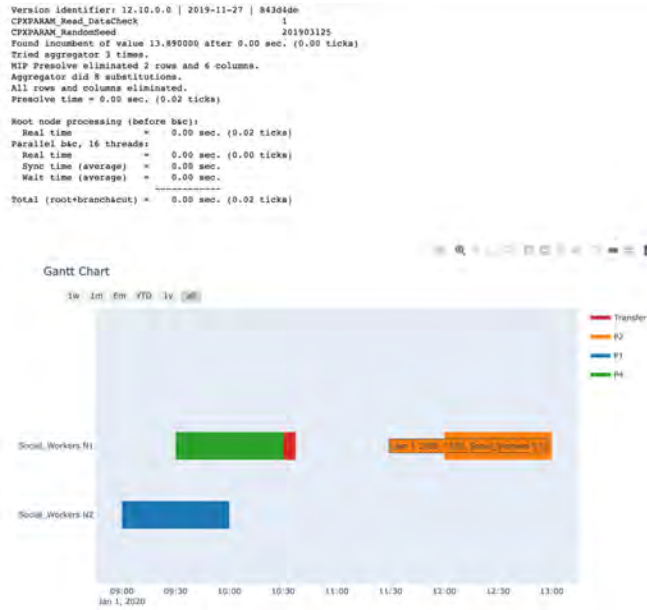 Version identifier: 12.10.0.0 | 2019-11-27 | 843d4de
CPXPARAM_Read_DataCheck 1
CPXPARAM_RandomSeed 201903125
Found incumbent of value 13.890000 after 0.00 sec. (0.00 ticks)
Tried aggregator 3 times.
MIP Presolve eliminated 2 rows and 6 columns.
Aggregator did 8 substitutions.
All rows and columns eliminated.
Presolve time = 0.00 sec. (0.02 ticks)
Root node processing (before b&c):
Real time = 0.00 sec. (0.02 ticks)
Parallel b&c, 16 threads:
Real time = 0.00 sec. (0.00 ticks)
Sync time (average) = 0.00 sec.
Wait time (average) = 0.00 sec.
------------
Total (root+branch&cut) = 0.00 sec. (0.02 ticks)
Gantt Chart
1w 1m 6m YTD 1y all
Transfer
P2
P1
P4
Social_Workers N1
Social_Workers N2
09:00 09:30 10:00 10:30 11:00 11:30 12:00 12:30 13:00
Jan 1, 2020